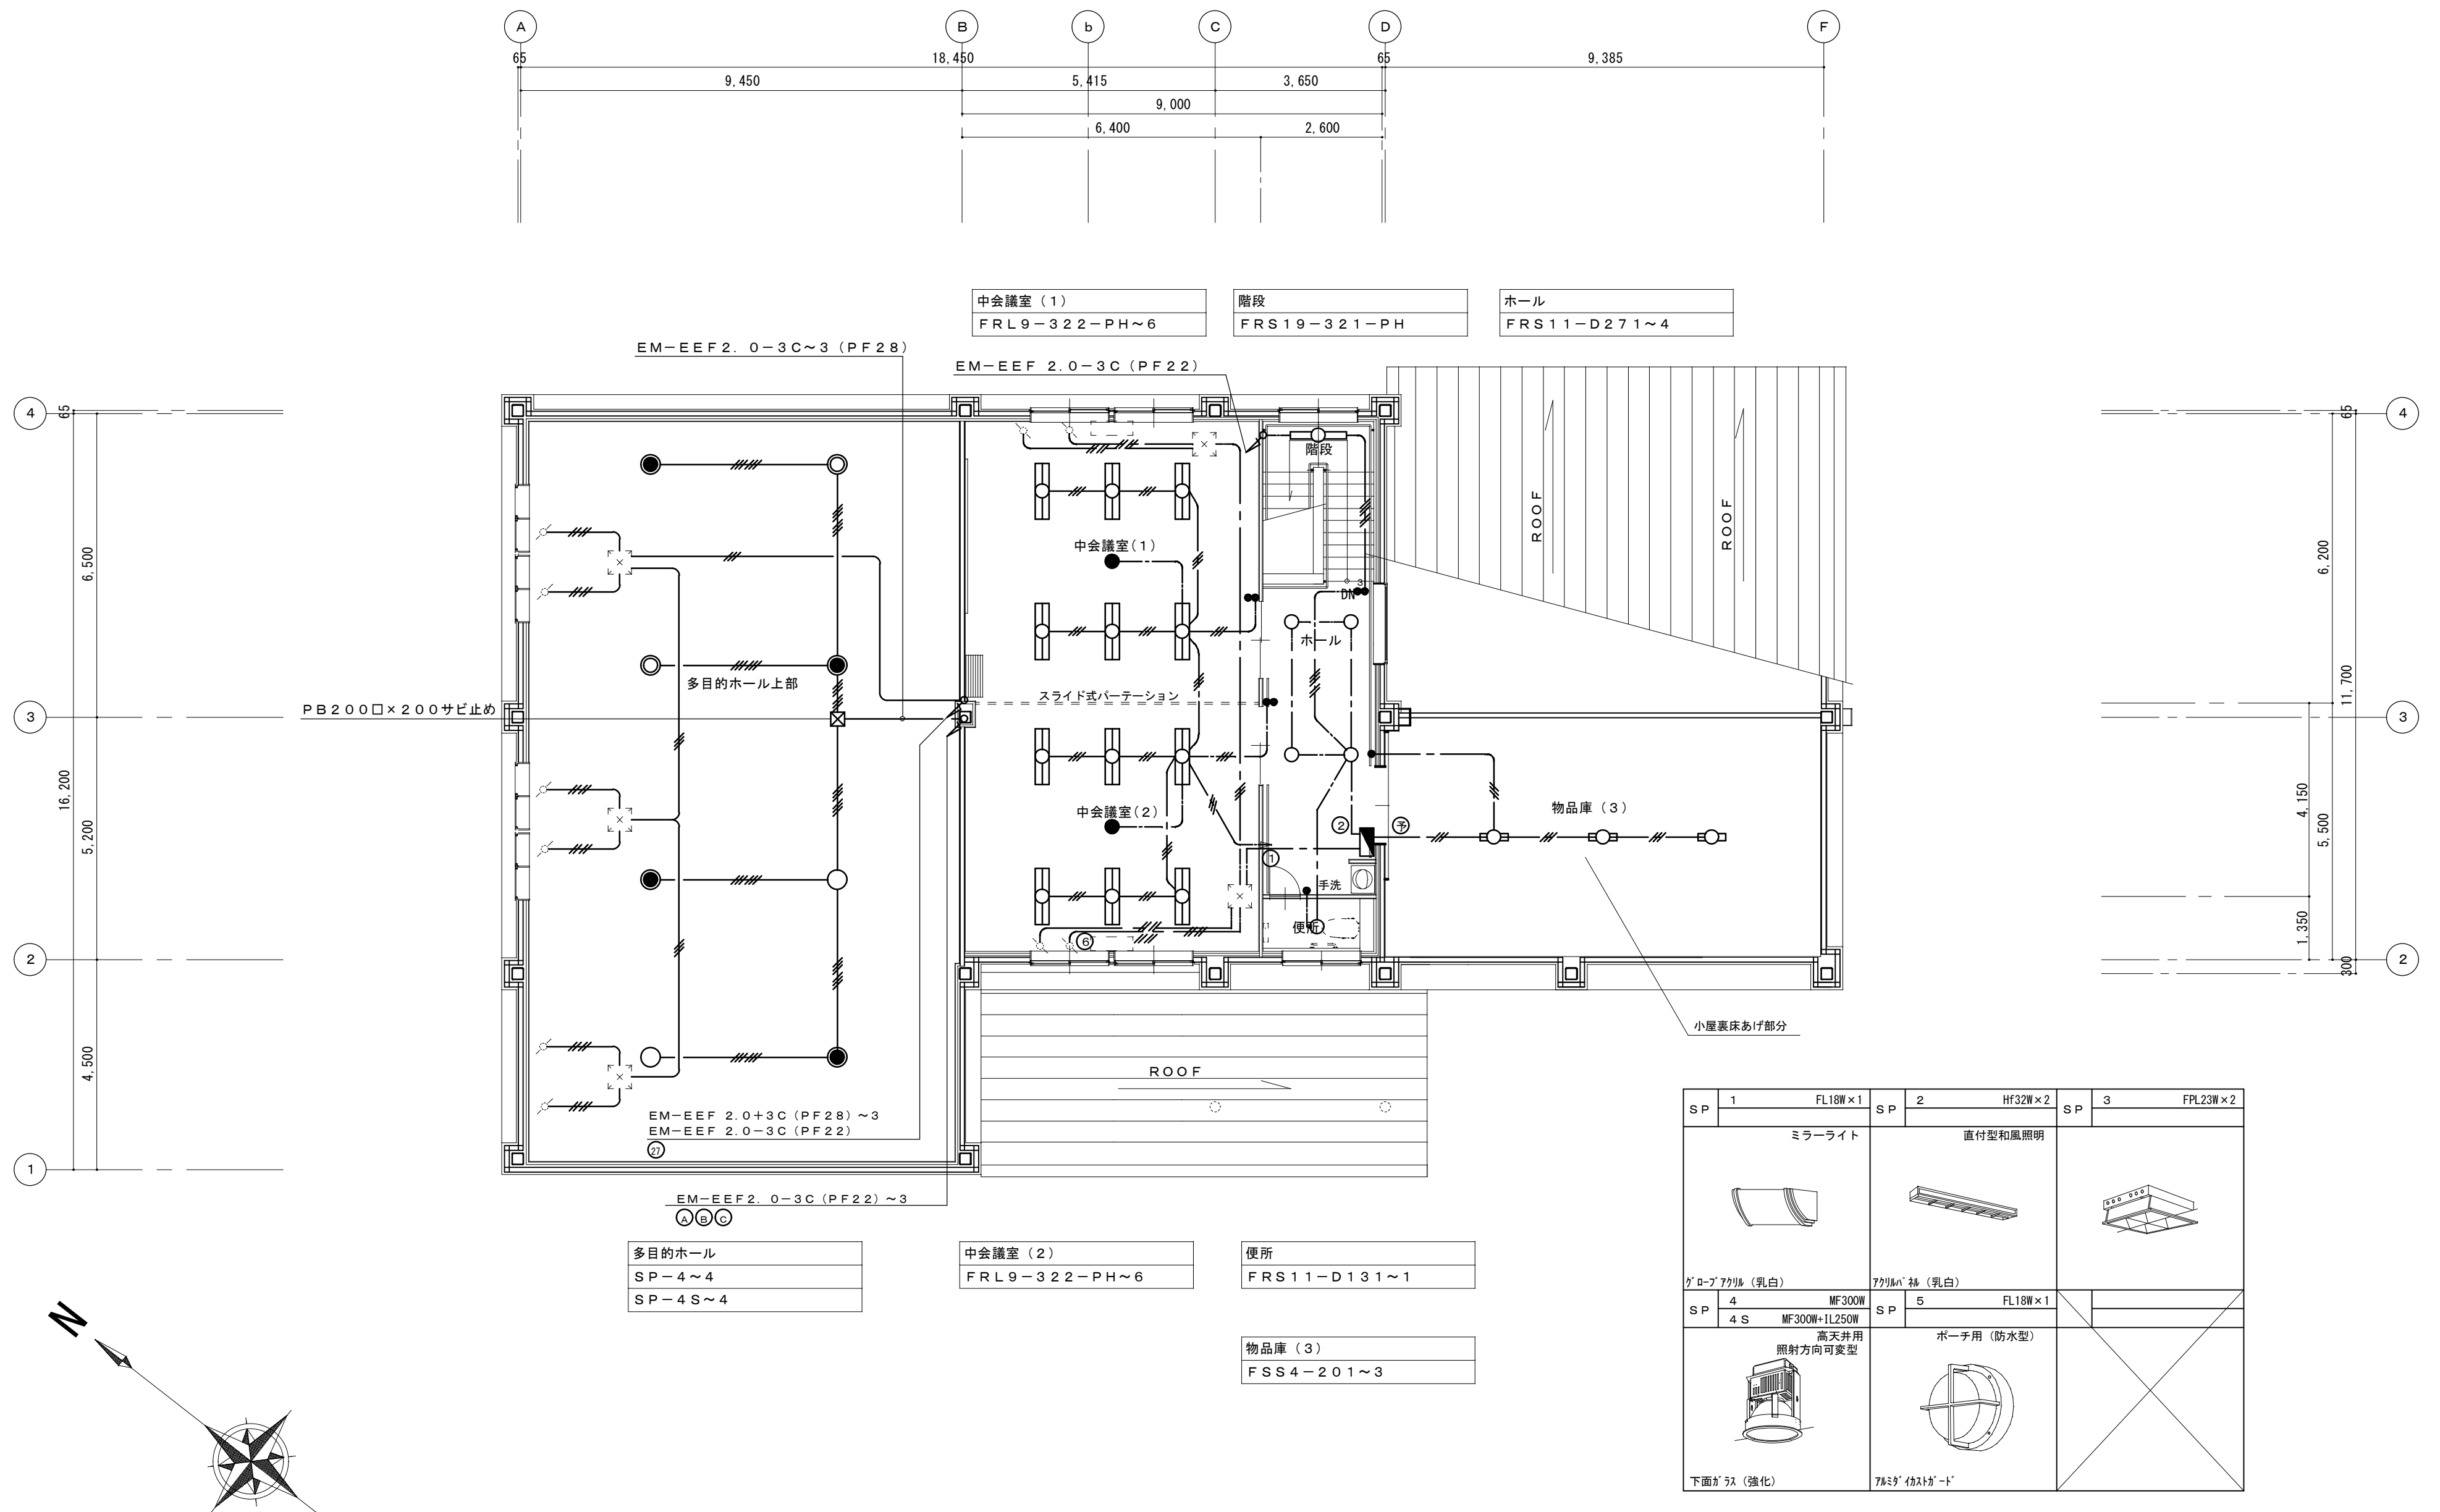 A
B
b
C
D
F
65
18,450
65
9,385
9,450
5,415
3,650
9,000
6,400
2,600
中会議室（1）
FRL9－322－PH～6
階段
FRS19－321－PH
ホール
FRS11－D271～4
EM－EEF2.0－3C～3（PF28）
EM－EEF 2.0－3C（PF22）
4
65
65
4
階段
ROOF
ROOF
6,500
中会議室(1)
6,200
3
DN
ホール
多目的ホール上部
スライド式パーテーション
11,700
PB200□×200サビ止め
3
3
16,200
5,200
4,150
5,500
中会議室(2)
2
予
物品庫（3）
1
手洗
便所
6
1,350
2
300
2
小屋裏床あげ部分
4,500
ROOF
EM－EEF 2.0＋3C（PF28）～3
EM－EEF 2.0－3C（PF22）
27
1
EM－EEF2.0－3C（PF22）～3
A B C
多目的ホール
SP－4～4
SP－4S～4
中会議室（2）
FRL9－322－PH～6
便所
FRS11－D131～1
物品庫（3）
FSS4－201～3
SP 1 FL18W×1
ミラーライト
グローブアクリル（乳白）
SP 2 Hf32W×2
直付型和風照明
アクリルパネル（乳白）
SP 3 FPL23W×2
SP 4 MF300W
4S MF300W+IL250W
高天井用
照射方向可変型
下面ガラス（強化）
SP 5 FL18W×1
ポーチ用（防水型）
アルミダイカストガード
N